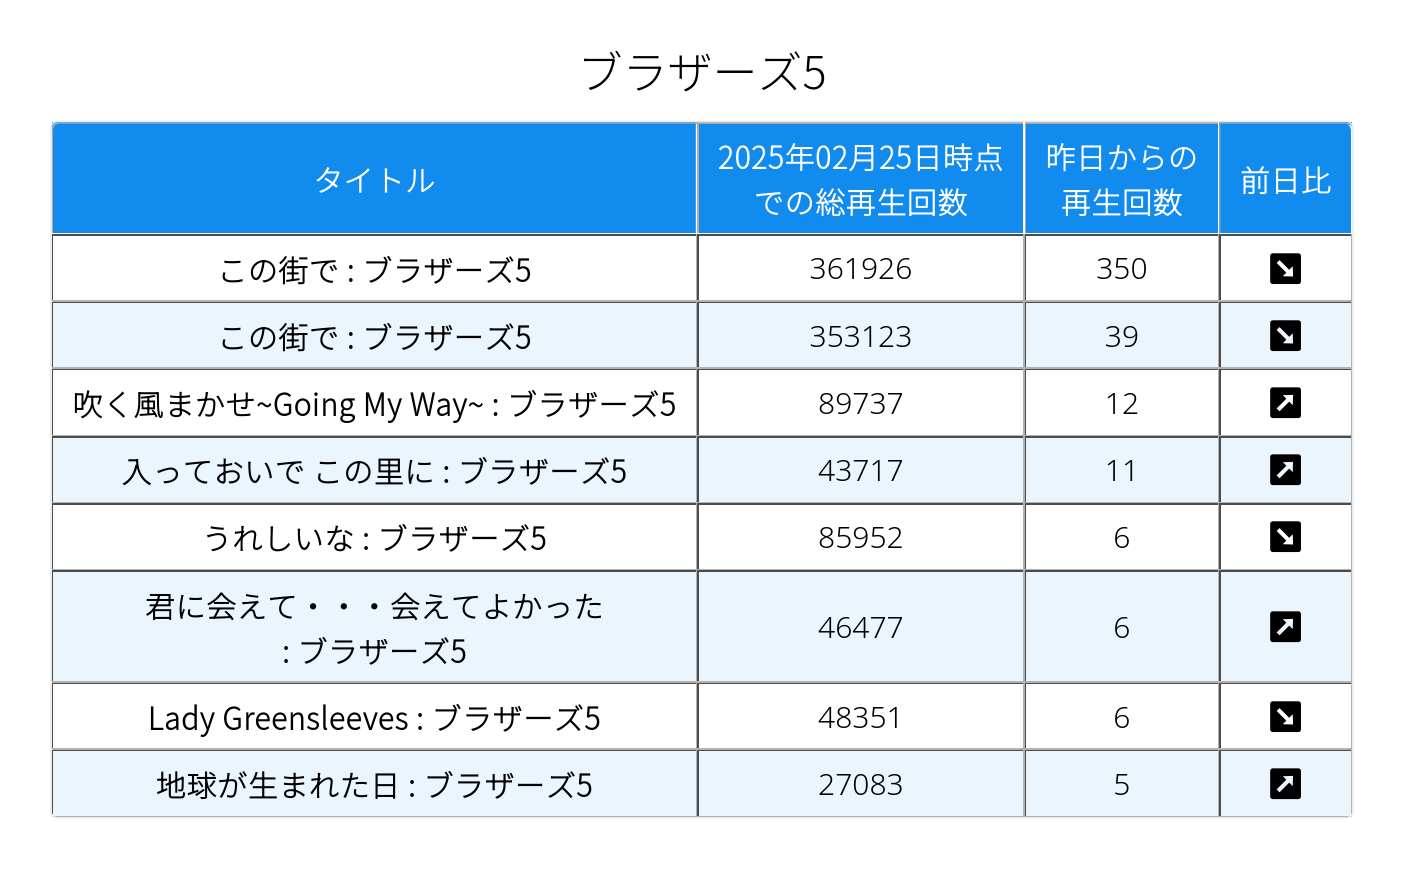 ブラザーズ5
タイトル
2025年02月25日時点
での総再生回数
昨日からの
再生回数
前日比
この街で : ブラザーズ5
361926
350
この街で : ブラザーズ5
353123
39
吹く風まかせ~Going My Way~ : ブラザーズ5
89737
12
入っておいで この里に : ブラザーズ5
43717
11
うれしいな : ブラザーズ5
85952
6
君に会えて・・・会えてよかった
: ブラザーズ5
46477
6
Lady Greensleeves : ブラザーズ5
48351
6
地球が生まれた日 : ブラザーズ5
27083
5